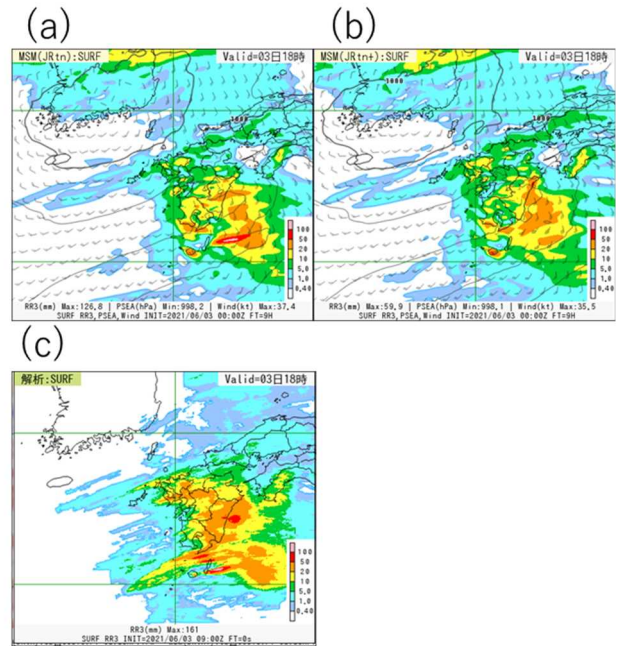 (a)
MSM(JRtn):SURF
Valid=03日18時
1000
100
50
20
10
5.0
1.0
0.40
RR3(mm) Max:126.8 | PSEA(hPa) Min:998.2 | Wind(kt) Max:37.4
SURF RR3,PSEA,Wind INIT=2021/06/03 00:00Z FT=9H
(b)
MSM(JRtn+):SURF
Valid=03日18時
1000
1000
100
50
20
10
5.0
1.0
0.40
RR3(mm) Max:59.9 | PSEA(hPa) Min:998.1 | Wind(kt) Max:35.5
SURF RR3,PSEA,Wind INIT=2021/06/03 00:00Z FT=9H
(c)
解析:SURF
Valid=03日18時
100
50
20
10
5.0
1.0
0.40
RR3(mm) Max:161
SURF RR3 INIT=2021/06/03 09:00Z FT=0s